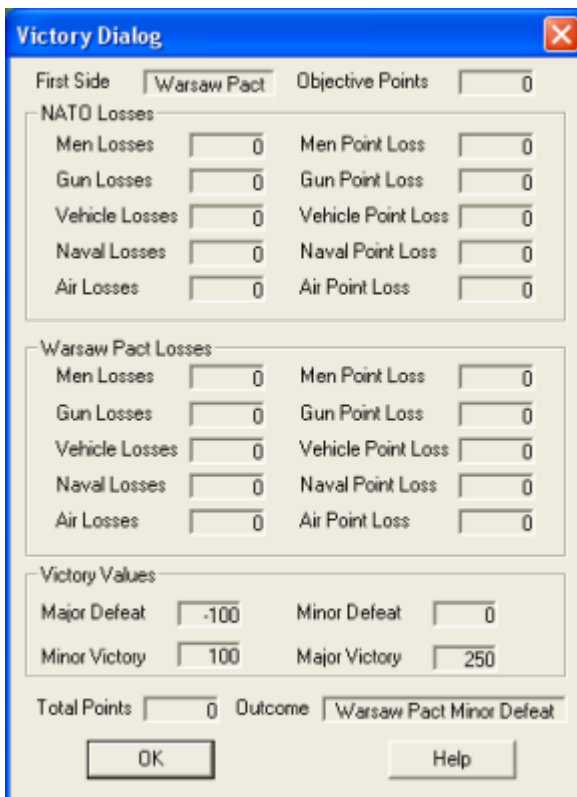 Victory Dialog
First Side Warsaw Pact Objective Points 0
NATO Losses
Men Losses 0 Men Point Loss 0
Gun Losses 0 Gun Point Loss 0
Vehicle Losses 0 Vehicle Point Loss 0
Naval Losses 0 Naval Point Loss 0
Air Losses 0 Air Point Loss 0
Warsaw Pact Losses
Men Losses 0 Men Point Loss 0
Gun Losses 0 Gun Point Loss 0
Vehicle Losses 0 Vehicle Point Loss 0
Naval Losses 0 Naval Point Loss 0
Air Losses 0 Air Point Loss 0
Victory Values
Major Defeat -100 Minor Defeat 0
Minor Victory 100 Major Victory 250
Total Points 0 Outcome Warsaw Pact Minor Defeat
OK Help